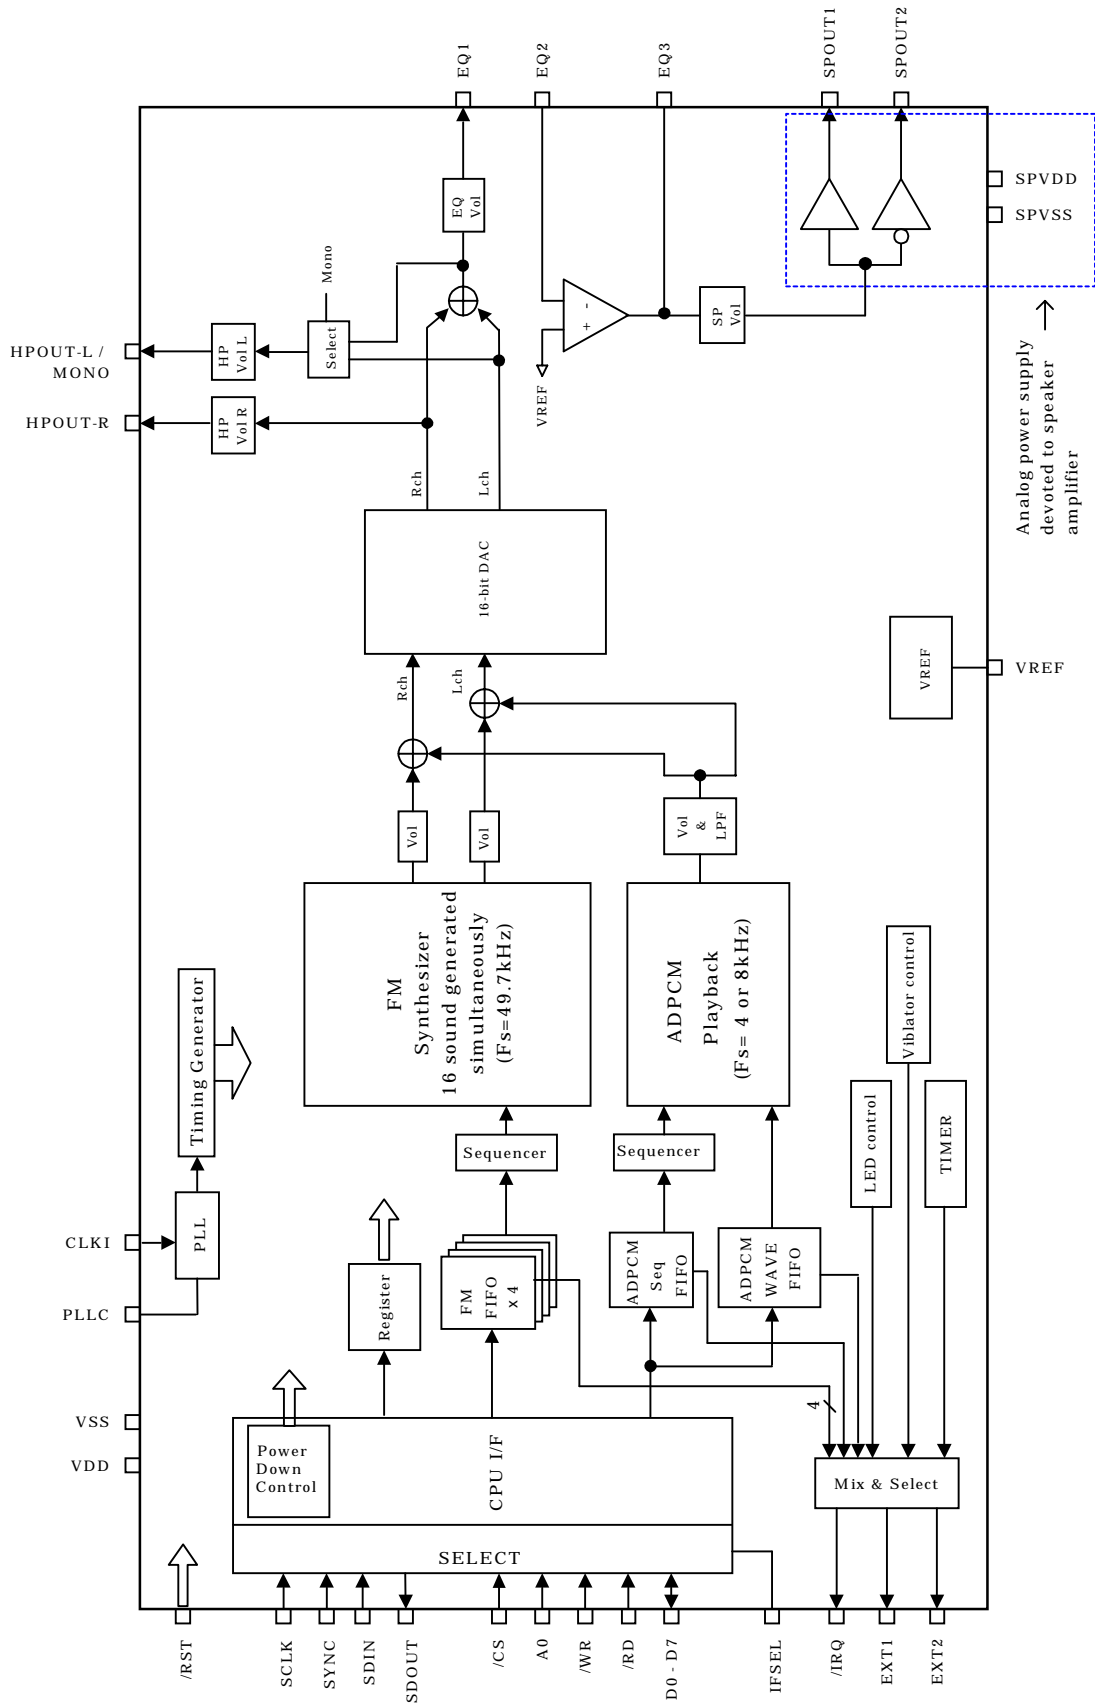 EQ1
EQ2
EQ3
SPOUT1
SPOUT2
SPVDD
SPVSS
EQ
Vol
Mono
Select
HPOUT-L /
MONO
HP
Vol L
HPOUT-R
HP
Vol R
+
-
VREF
SP
Vol
Analog power supply
devoted to speaker
amplifier
Rch
Lch
16-bit DAC
Rch
Lch
VREF
VREF
Vol
Vol
Vol
&
LPF
FM
Synthesizer
16 sound generated
simultaneously
(Fs=49.7kHz)
ADPCM
Playback
(Fs= 4 or 8kHz)
Timing Generator
Viblator control
LED control
TIMER
Sequencer
Sequencer
CLKI
PLL
PLLC
Register
FM
FIFO
x 4
ADPCM
Seq
FIFO
ADPCM
WAVE
FIFO
4
VSS
VDD
Power
Down
Control
CPU I/F
SELECT
Mix & Select
/RST
SCLK
SYNC
SDIN
SDOUT
/CS
A0
/WR
/RD
D0 - D7
IFSEL
/IRQ
EXT1
EXT2